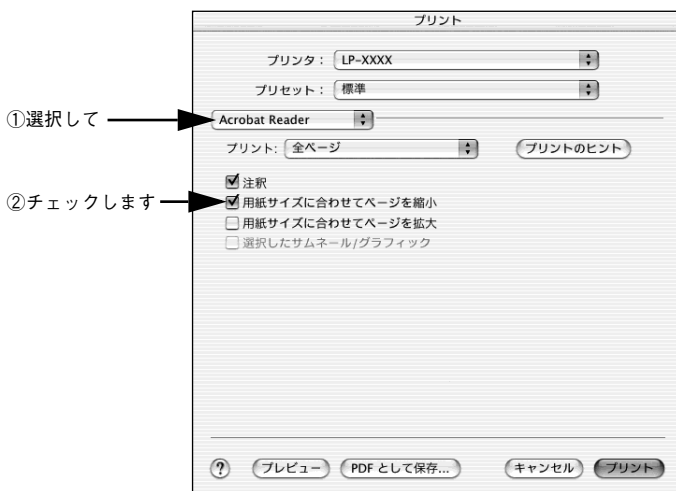 プリント
プリンタ： LP-XXXX
プリセット： 標準
①選択して
Acrobat Reader
プリント: 全ページ プリントのヒント
注釈
②チェックします
用紙サイズに合わせてページを縮小
用紙サイズに合わせてページを拡大
選択したサムネール/グラフィック
? プレビュー PDF として保存... キャンセル プリント